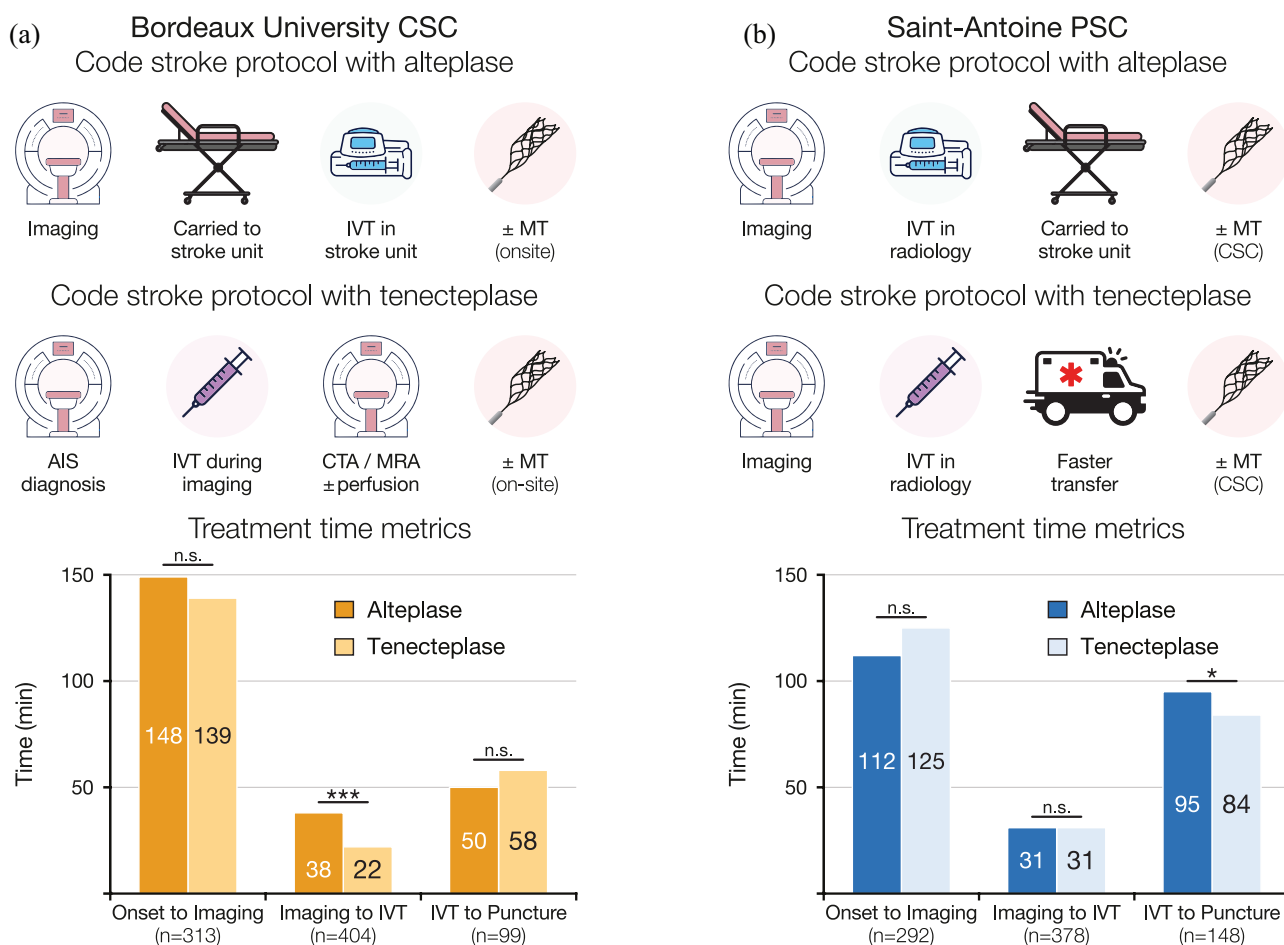 (a)
Bordeaux University CSC
Code stroke protocol with alteplase
Imaging
Carried to
stroke unit
IVT in
stroke unit
± MT
(onsite)
Code stroke protocol with tenecteplase
AIS
diagnosis
IVT during
imaging
CTA / MRA
± perfusion
± MT
(on-site)
Treatment time metrics
Time (min)
150
100
50
n.s.
***
n.s.
Alteplase
Tenecteplase
148
139
38
22
50
58
Onset to Imaging
(n=313)
Imaging to IVT
(n=404)
IVT to Puncture
(n=99)
(b)
Saint-Antoine PSC
Code stroke protocol with alteplase
Imaging
IVT in
radiology
Carried to
stroke unit
± MT
(CSC)
Code stroke protocol with tenecteplase
Imaging
IVT in
radiology
Faster
transfer
± MT
(CSC)
Treatment time metrics
Time (min)
150
100
50
n.s.
n.s.
*
Alteplase
Tenecteplase
112
125
31
31
95
84
Onset to Imaging
(n=292)
Imaging to IVT
(n=378)
IVT to Puncture
(n=148)